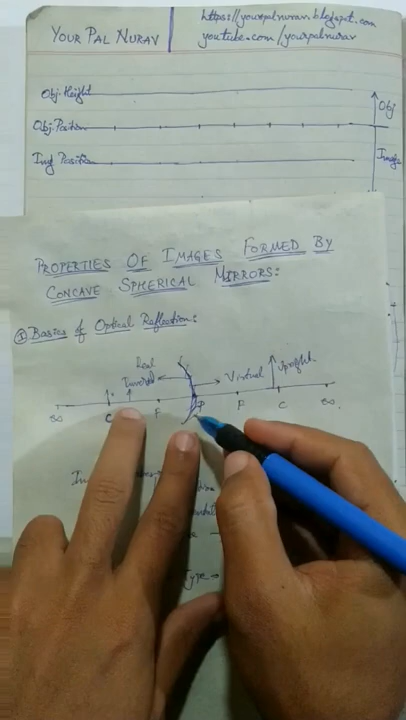 YOUR PAL NURAV
https://yourpalnurav.blogspot.com
youtube.com/yourpalnurav
Obj. Height
Obj. Position
Img Position
Obj
Image
PROPERTIES OF IMAGES FORMED BY
CONCAVE SPHERICAL MIRRORS:
① Basics of Optical Reflection:
Real
Inverted
Virtual
Upright
∞ C F P F C ∞
Type →